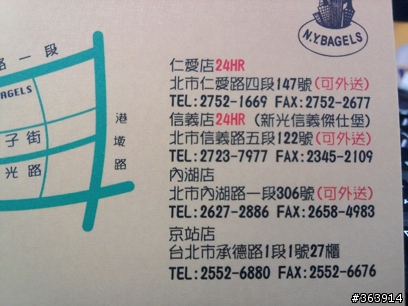 N.Y.BAGELS
路一段
AGELS
子街
光路
港墘路
仁愛店24HR
北市仁愛路四段147號(可外送)
TEL:2752-1669 FAX:2752-2677
信義店24HR (新光信義傑仕堡)
北市信義路五段122號(可外送)
TEL:2723-7977 FAX:2345-2109
內湖店
北市內湖路一段306號(可外送)
TEL:2627-2886 FAX:2658-4983
京站店
台北市承德路1段1號27櫃
TEL:2552-6880 FAX:2552-6676
#363914